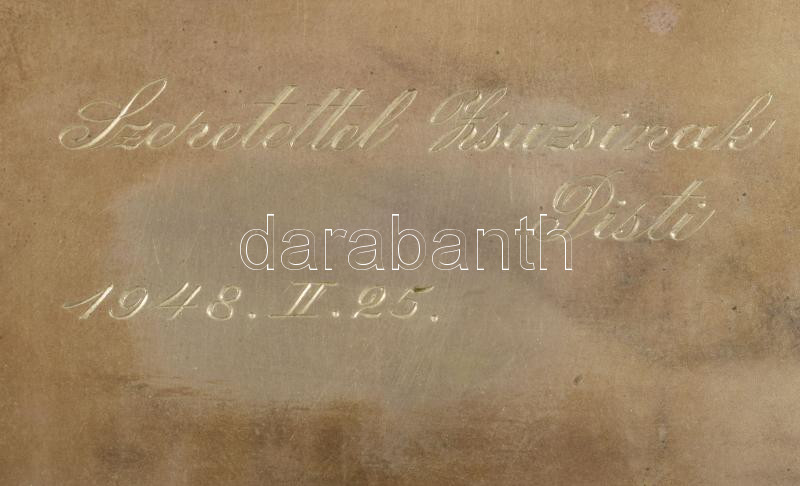 Szeretettel Zsuzsinak
Pisti
darabanth
1948. II. 25.